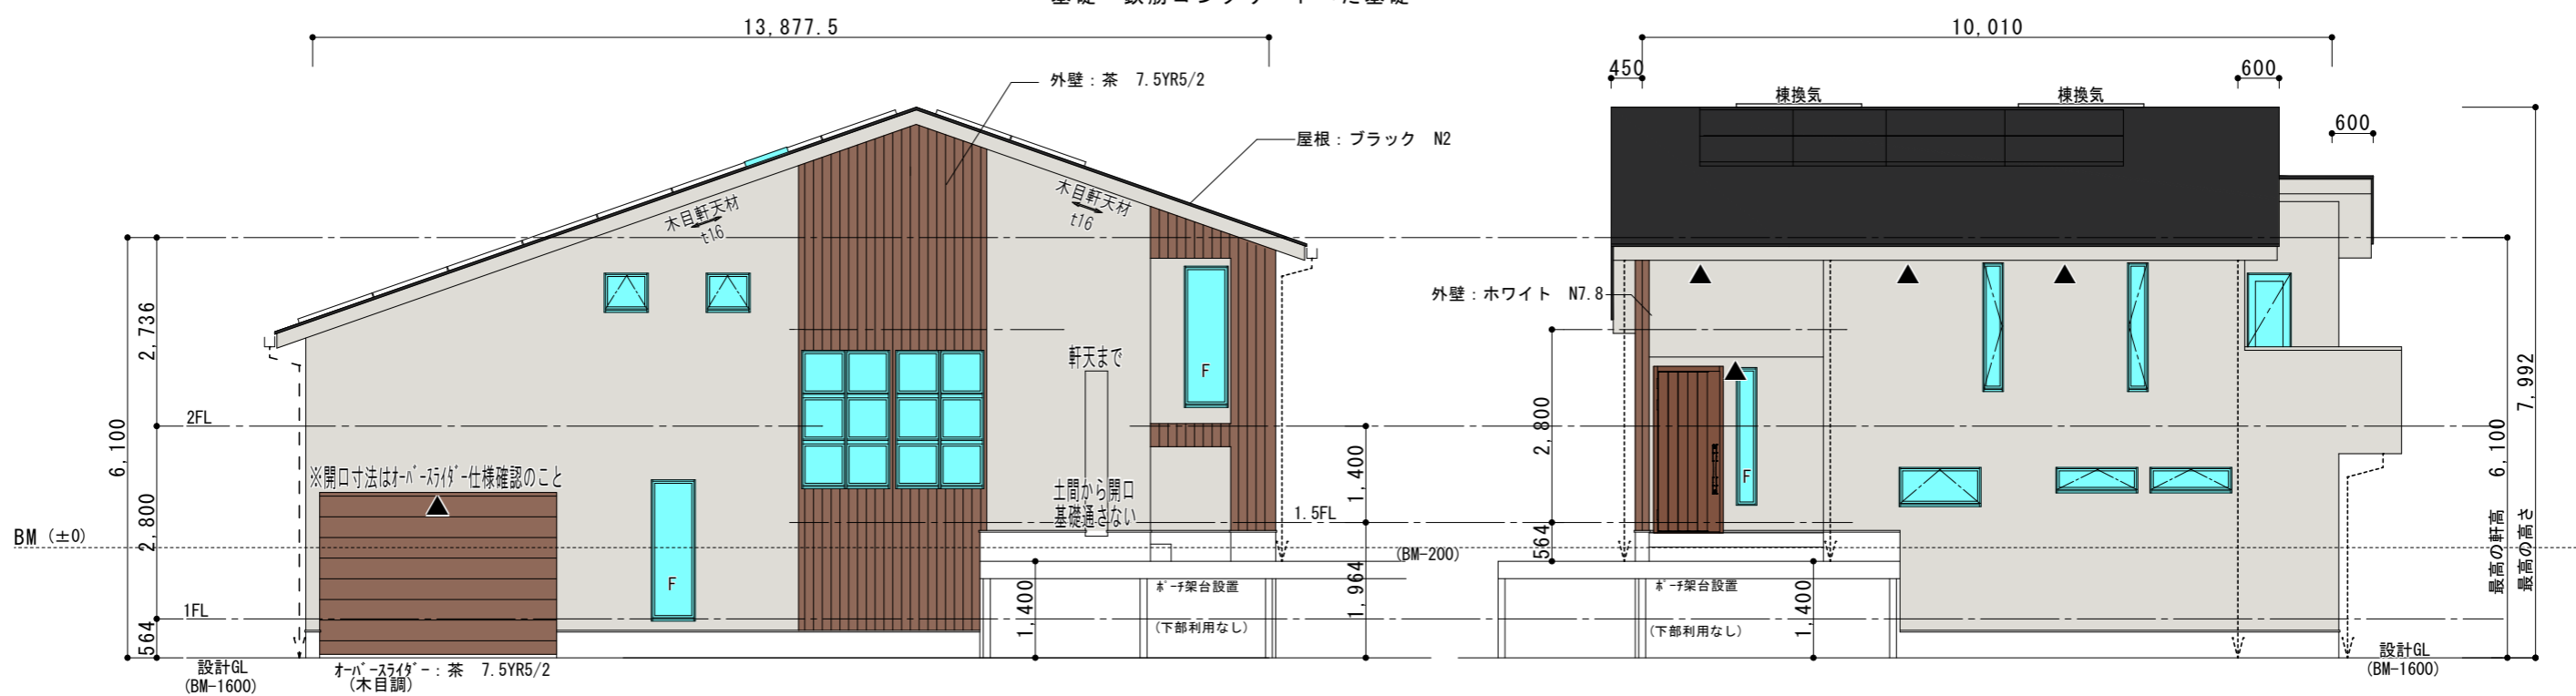 13,877.5
10,010
450
600
外壁：茶　7.5YR5/2
棟換気
棟換気
600
屋根：ブラック　N2
木目軒天材
t16
木目軒天材
t16
外壁：ホワイト　N7.8
2,736
6,100
2,800
564
2FL
軒天まで
F
※開口寸法はｵｰﾊﾞｰｽﾗｲﾀﾞｰ仕様確認のこと
土間から開口
基礎通さない
1.5FL
BM (±0)
F
1FL
設計GL
(BM-1600)
ｵｰﾊﾞｰｽﾗｲﾀﾞｰ：茶　7.5YR5/2
(木目調)
1,400
1,400
1,964
(BM-200)
ﾎﾟｰﾁ架台設置
(下部利用なし)
2,800
564
F
ﾎﾟｰﾁ架台設置
(下部利用なし)
1,400
7,992
6,100
最高の軒高
最高の高さ
設計GL
(BM-1600)